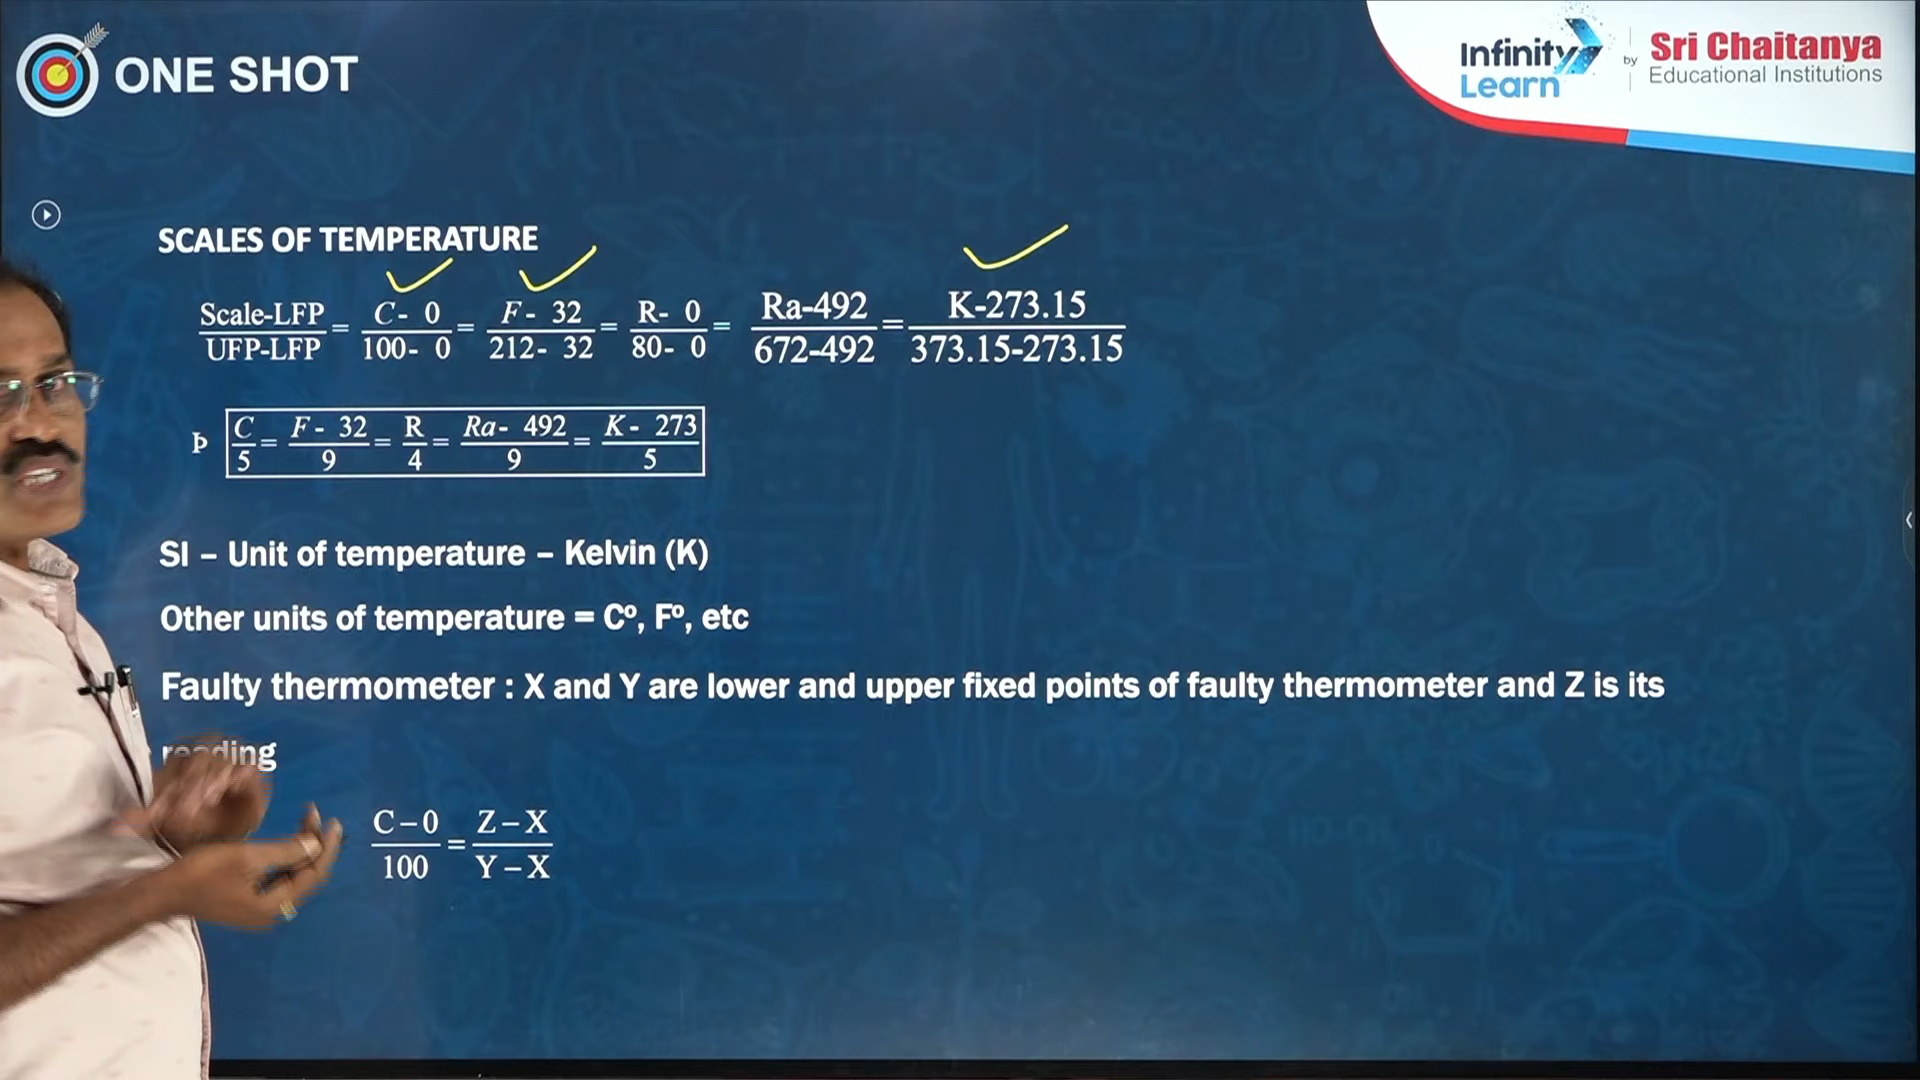 ONE SHOT
Infinity Learn by Sri Chaitanya Educational Institutions
SCALES OF TEMPERATURE
Scale-LFP / UFP-LFP = C- 0 / 100- 0 = F- 32 / 212- 32 = R- 0 / 80- 0 = Ra-492 / 672-492 = K-273.15 / 373.15-273.15
Þ C / 5 = F- 32 / 9 = R / 4 = Ra- 492 / 9 = K- 273 / 5
SI – Unit of temperature – Kelvin (K)
Other units of temperature = Cº, Fº, etc
Faulty thermometer : X and Y are lower and upper fixed points of faulty thermometer and Z is its
reading
C – 0 / 100 = Z – X / Y – X